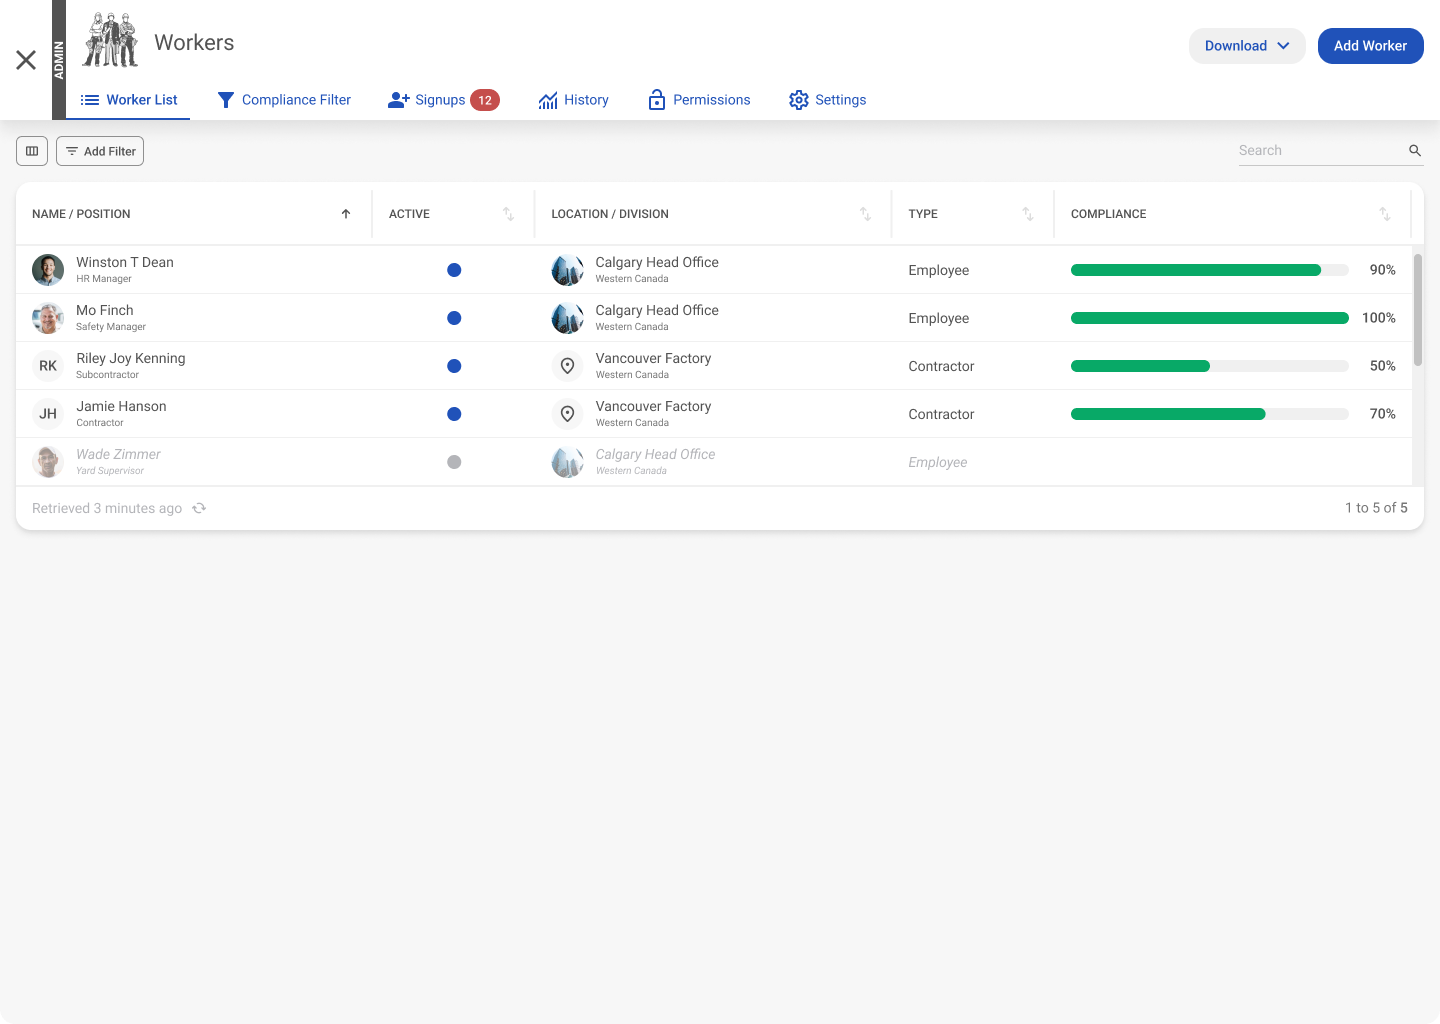 ADMIN
Workers
Download
Add Worker
Worker List
Compliance Filter
Signups 12
History
Permissions
Settings
Add Filter
Search
NAME / POSITION
ACTIVE
LOCATION / DIVISION
TYPE
COMPLIANCE
Winston T Dean
HR Manager
Calgary Head Office
Western Canada
Employee
90%
Mo Finch
Safety Manager
Calgary Head Office
Western Canada
Employee
100%
RK
Riley Joy Kenning
Subcontractor
Vancouver Factory
Western Canada
Contractor
50%
JH
Jamie Hanson
Contractor
Vancouver Factory
Western Canada
Contractor
70%
Wade Zimmer
Yard Supervisor
Calgary Head Office
Western Canada
Employee
Retrieved 3 minutes ago
1 to 5 of 5